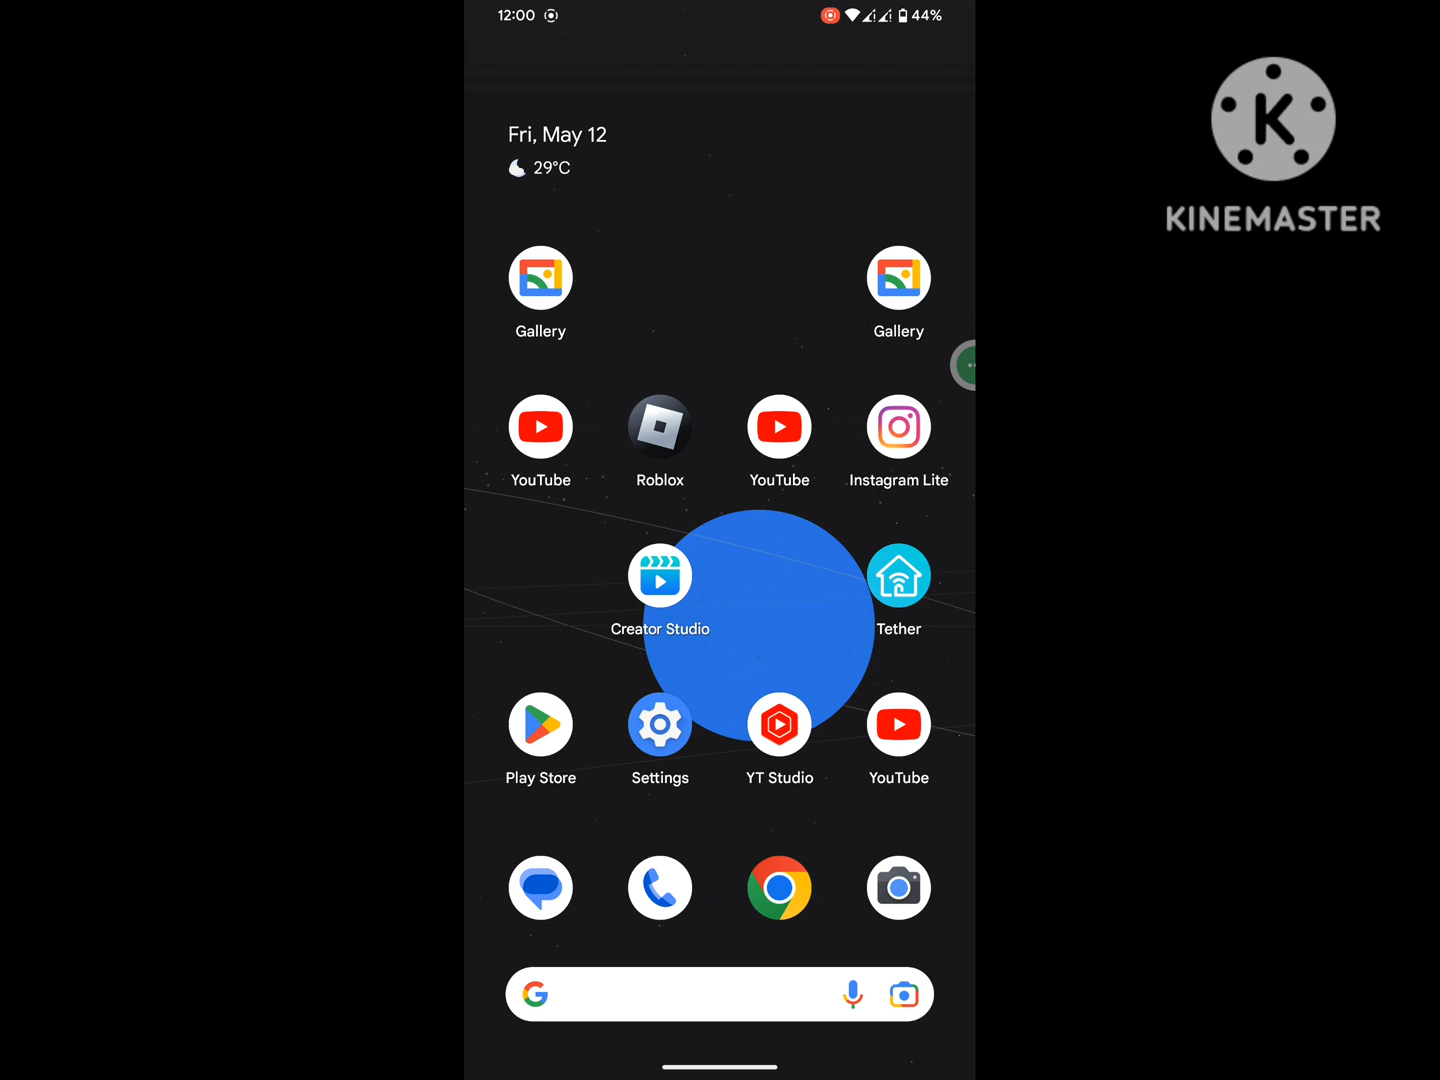 12:00
44%
KINEMASTER
Fri, May 12
29°C
Gallery
Gallery
YouTube
Roblox
YouTube
Instagram Lite
Creator Studio
Tether
Play Store
Settings
YT Studio
YouTube